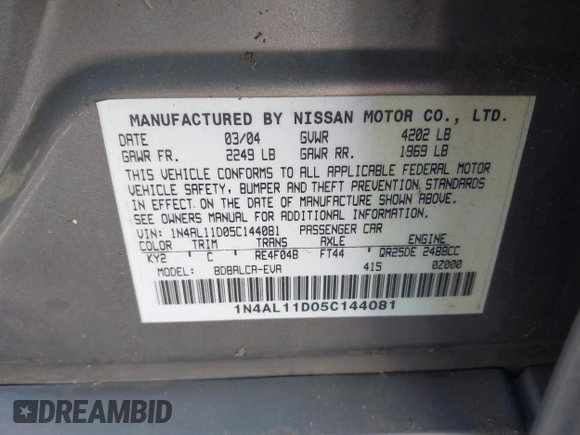 MANUFACTURED BY NISSAN MOTOR CO., LTD.
DATE 03/04 GVWR 4202 LB
GAWR FR. 2249 LB GAWR RR. 1969 LB
THIS VEHICLE CONFORMS TO ALL APPLICABLE FEDERAL MOTOR
VEHICLE SAFETY, BUMPER AND THEFT PREVENTION STANDARDS
IN EFFECT ON THE DATE OF MANUFACTURE SHOWN ABOVE.
SEE OWNERS MANUAL FOR ADDITIONAL INFORMATION.
VIN: 1N4AL11D05C144081 PASSENGER CAR
COLOR TRIM TRANS AXLE ENGINE
KY2 C RE4F04B FT44 QR25DE 2488CC
MODEL: BDBALCA-EVA 415 0Z000
1N4AL11D05C144081
DREAMBID